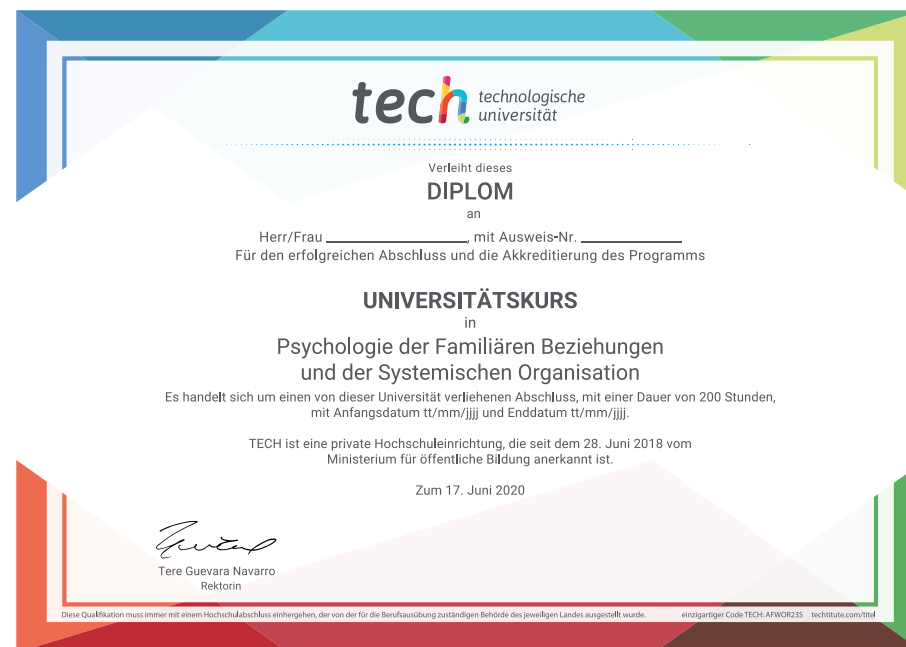 tech technologische
universität
Verleiht dieses
DIPLOM
an
Herr/Frau ____________________, mit Ausweis-Nr. ______________
Für den erfolgreichen Abschluss und die Akkreditierung des Programms
UNIVERSITÄTSKURS
in
Psychologie der Familiären Beziehungen
und der Systemischen Organisation
Es handelt sich um einen von dieser Universität verliehenen Abschluss, mit einer Dauer von 200 Stunden,
mit Anfangsdatum tt/mm/jjjj und Enddatum tt/mm/jjjj.
TECH ist eine private Hochschuleinrichtung, die seit dem 28. Juni 2018 vom
Ministerium für öffentliche Bildung anerkannt ist.
Zum 17. Juni 2020
Tere Guevara Navarro
Rektorin
Diese Qualifikation muss immer mit einem Hochschulabschluss einhergehen, der von der für die Berufsausübung zuständigen Behörde des jeweiligen Landes ausgestellt wurde. einzigartiger Code TECH: AFWOR23S techtitute.com/titel